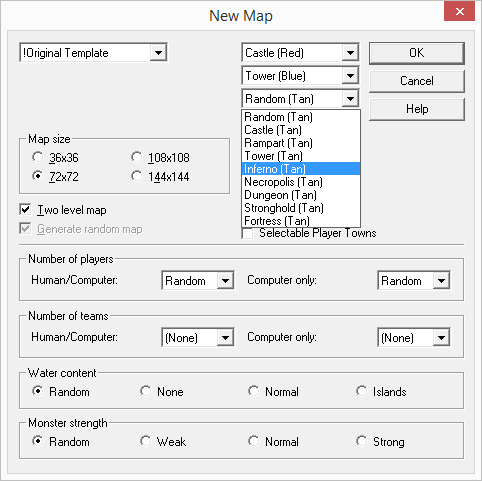 New Map
!Original Template
Castle (Red)
OK
Tower (Blue)
Cancel
Random (Tan)
Help
Random (Tan)
Castle (Tan)
Rampart (Tan)
Tower (Tan)
Inferno (Tan)
Necropolis (Tan)
Dungeon (Tan)
Stronghold (Tan)
Fortress (Tan)
Map size
36x36
108x108
72x72
144x144
Two level map
Generate random map
Selectable Player Towns
Number of players
Human/Computer: Random Computer only: Random
Number of teams
Human/Computer: (None) Computer only: (None)
Water content
Random None Normal Islands
Monster strength
Random Weak Normal Strong